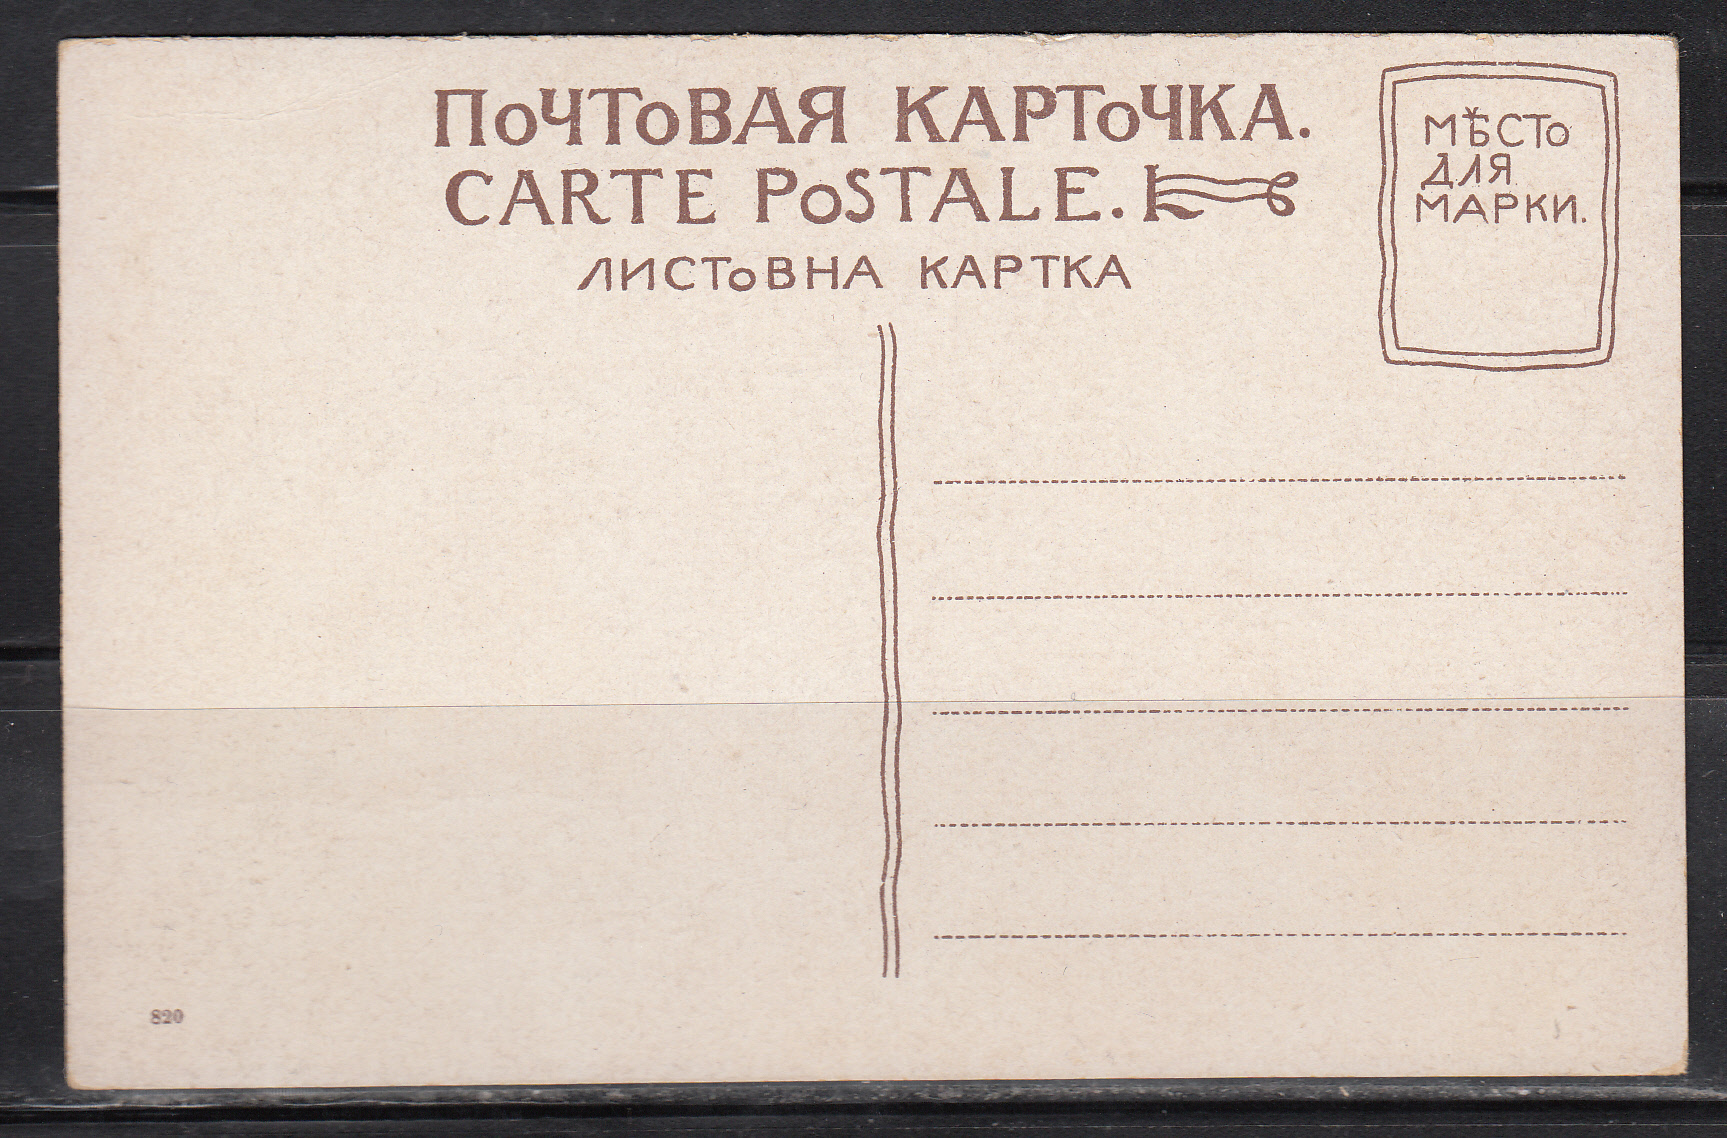 ПОЧТОВАЯ КАРТОЧКА.
CARTE POSTALE.
ЛИСТОВНА КАРТКА
МѢСТО
ДЛЯ
МАРКИ.
820